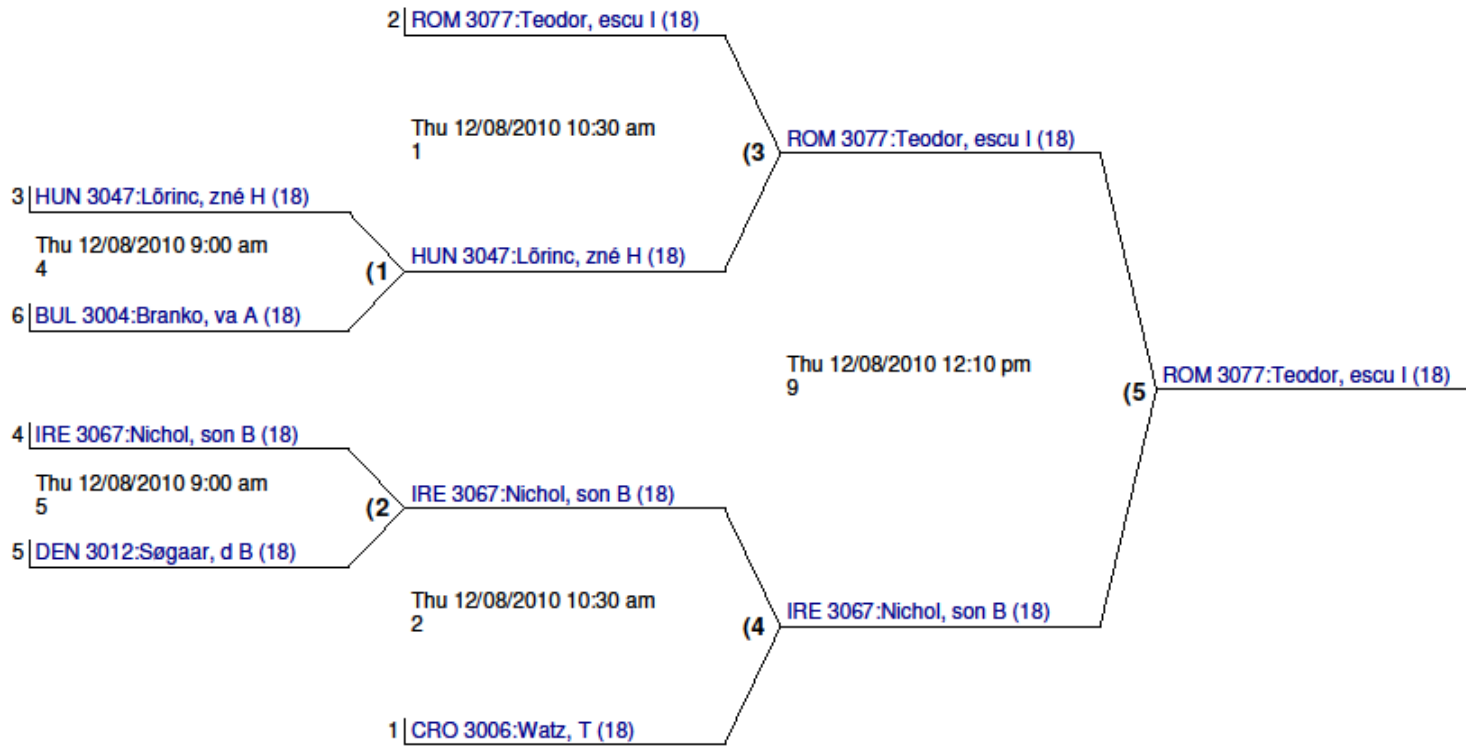 2 ROM 3077:Teodor, escu I (18)
Thu 12/08/2010 10:30 am
1
(3
ROM 3077:Teodor, escu I (18)
3 HUN 3047:Lõrinc, zné H (18)
Thu 12/08/2010 9:00 am
4
(1
HUN 3047:Lõrinc, zné H (18)
6 BUL 3004:Branko, va A (18)
Thu 12/08/2010 12:10 pm
9
(5
ROM 3077:Teodor, escu I (18)
4 IRE 3067:Nichol, son B (18)
Thu 12/08/2010 9:00 am
5
(2
IRE 3067:Nichol, son B (18)
5 DEN 3012:Søgaar, d B (18)
Thu 12/08/2010 10:30 am
2
(4
IRE 3067:Nichol, son B (18)
1 CRO 3006:Watz, T (18)